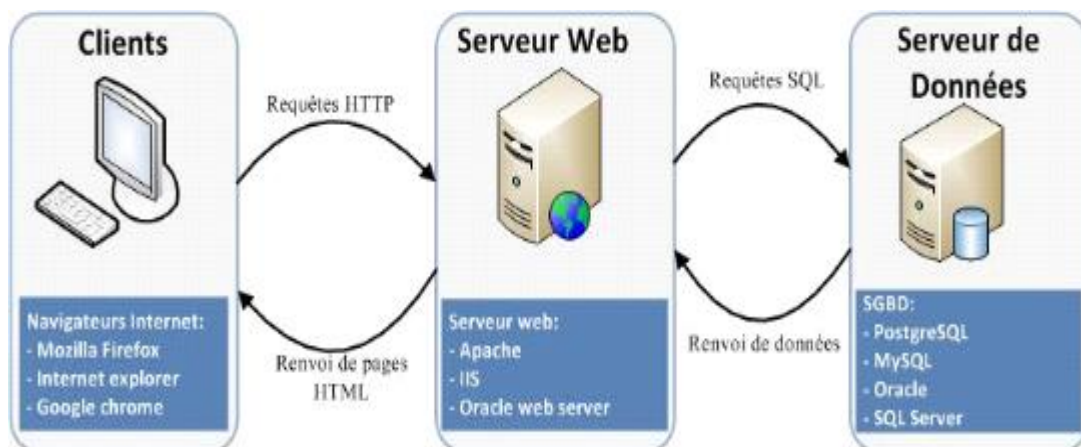 Clients
Navigateurs Internet:
- Mozilla Firefox
- Internet explorer
- Google chrome
Requêtes HTTP
Renvoi de pages
HTML
Serveur Web
Serveur web:
- Apache
- IIS
- Oracle web server
Requêtes SQL
Renvoi de données
Serveur de
Données
SGBD:
- PostgreSQL
- MySQL
- Oracle
- SQL Server